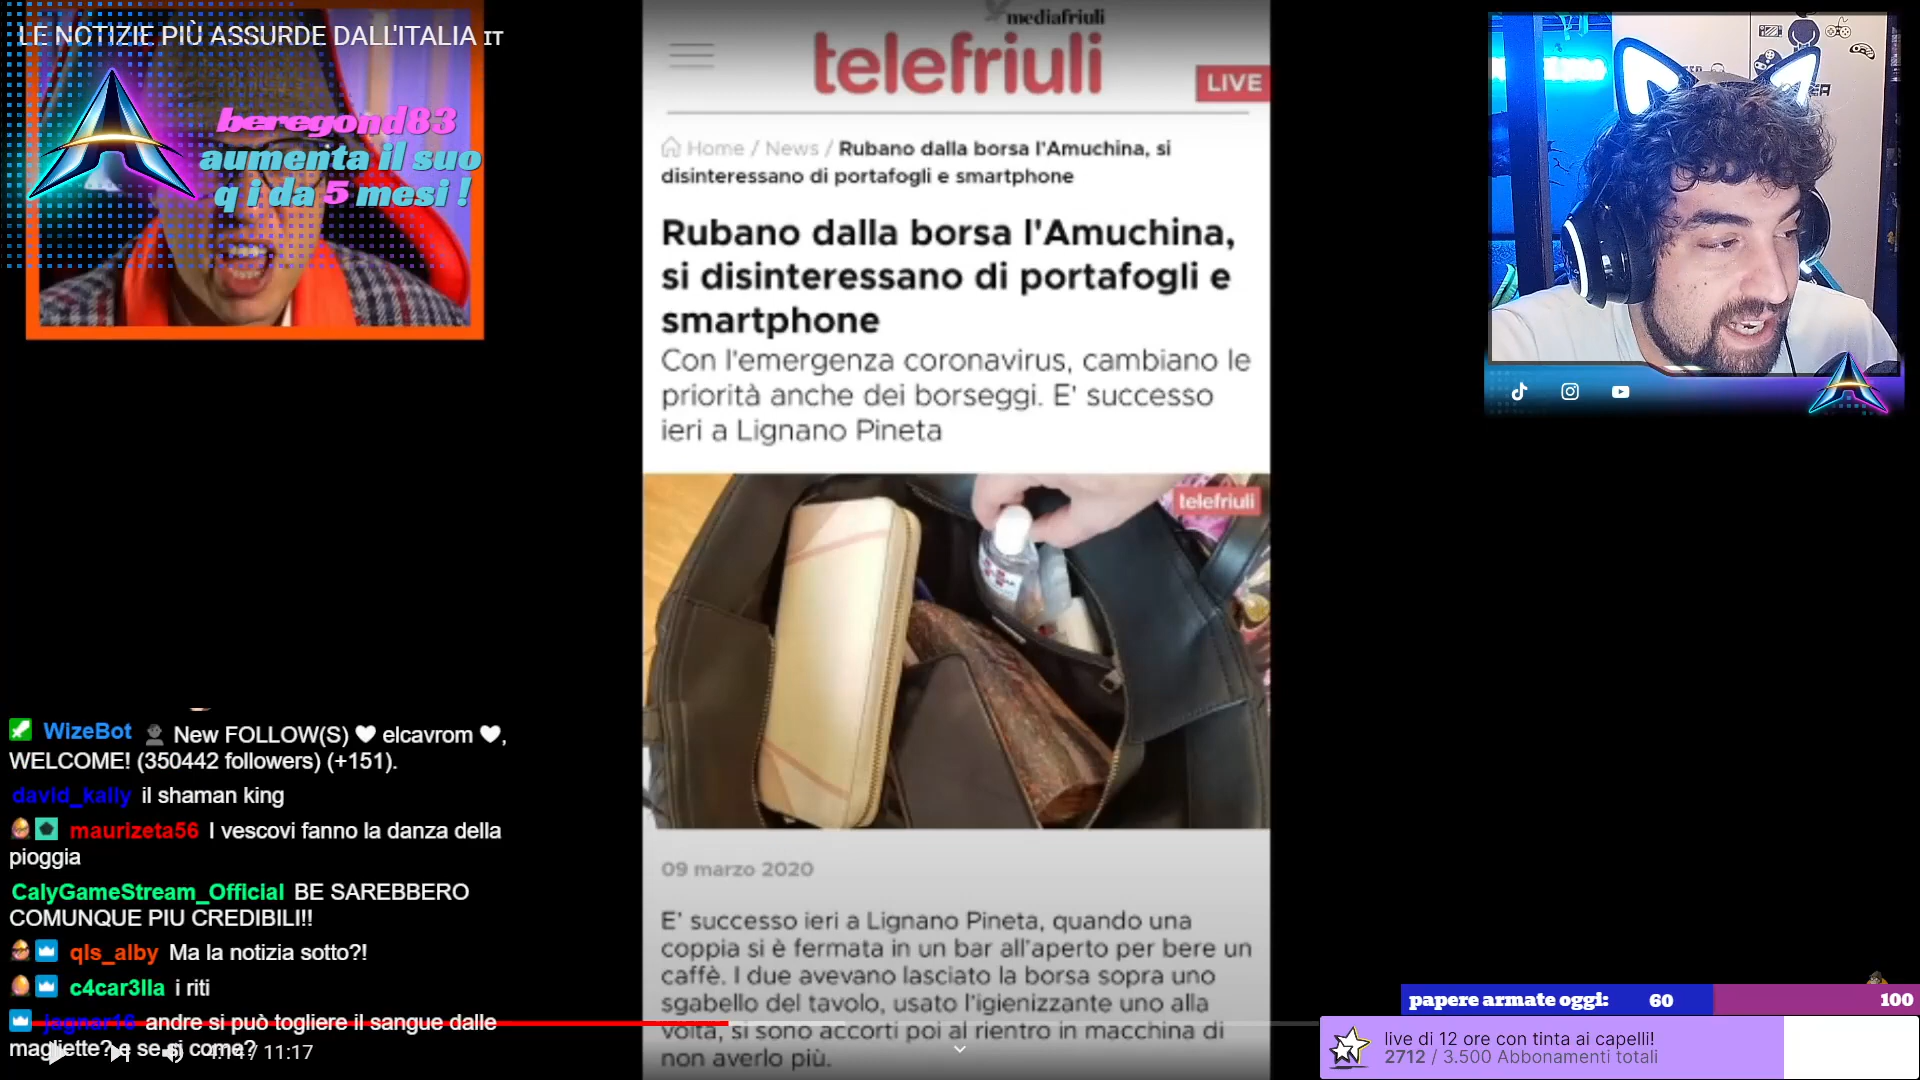 LE NOTIZIE PIÙ ASSURDE DALL'ITALIA IT
beregond83
aumenta il suo
q i da 5 mesi !
mediafriuli
telefriuli
LIVE
Home / News / Rubano dalla borsa l'Amuchina, si
disinteressano di portafogli e smartphone
Rubano dalla borsa l'Amuchina,
si disinteressano di portafogli e
smartphone
Con l'emergenza coronavirus, cambiano le
priorità anche dei borseggi. E' successo
ieri a Lignano Pineta
telefriuli
09 marzo 2020
E' successo ieri a Lignano Pineta, quando una
coppia si è fermata in un bar all'aperto per bere un
caffè. I due avevano lasciato la borsa sopra uno
sgabello del tavolo, usato l'igienizzante uno alla
volta, si sono accorti poi al rientro in macchina di
non averlo più.
WizeBot New FOLLOW(S) elcavrom ,
WELCOME! (350442 followers) (+151).
david_kally il shaman king
maurizeta56 I vescovi fanno la danza della
pioggia
CalyGameStream_Official BE SAREBBERO
COMUNQUE PIU CREDIBILI!!
qls_alby Ma la notizia sotto?!
c4car3lla i riti
jagnar16 andre si può togliere il sangue dalle
magliette? e se si come?
/ 11:17
papere armate oggi: 60 100
live di 12 ore con tinta ai capelli!
2712 / 3.500 Abbonamenti totali